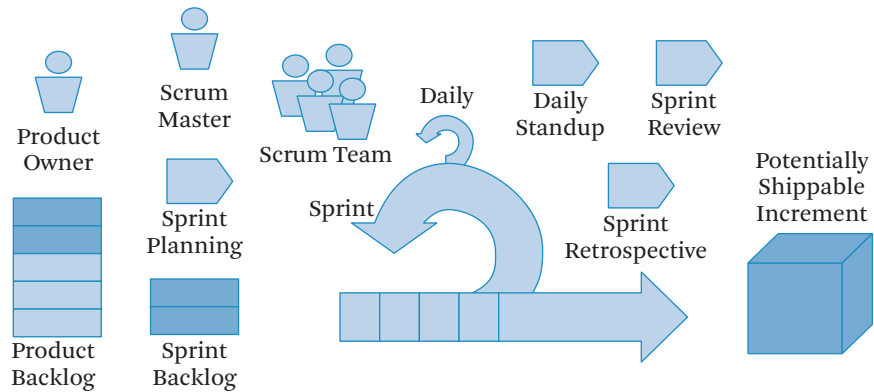 Product
Owner
Scrum
Master
Scrum Team
Daily
Daily
Standup
Sprint
Review
Sprint
Planning
Sprint
Sprint
Retrospective
Potentially
Shippable
Increment
Product
Backlog
Sprint
Backlog